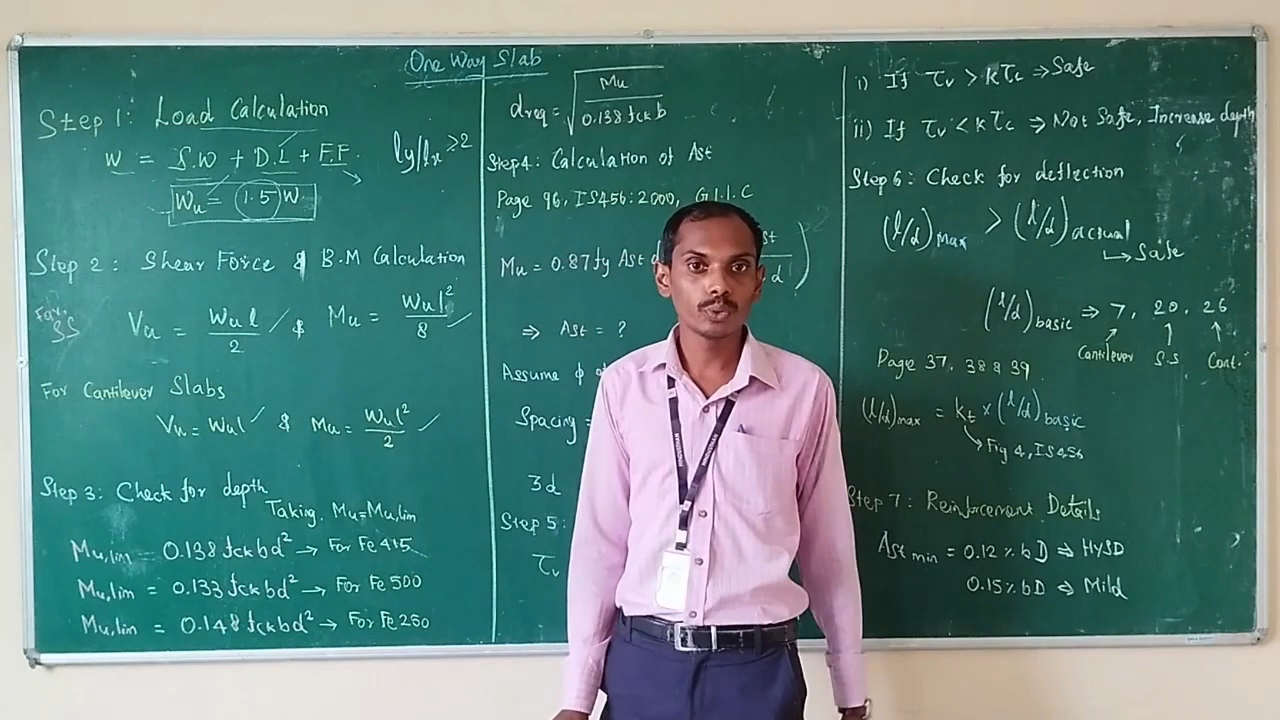 One Way Slab
Step 1: Load Calculation
W = S.W + D.L + F.F. ly/lx ≥2
Wu = 1.5 W.
Step 2: Shear Force & B.M Calculation
For SS
Vu = Wu l / 2 & Mu = Wu l² / 8
For Cantilever Slabs
Vu = Wu l & Mu = Wu l² / 2
Step 3: Check for depth
Taking Mu=Mu,lim
Mu,lim = 0.138 fck bd² → For Fe 415
Mu,lim = 0.133 fck bd² → For Fe 500
Mu,lim = 0.148 fck bd² → For Fe 250
dreq = √(Mu / 0.138 fck b)
Step 4: Calculation of Ast
Page 96, IS456:2000, G.1.1.C
Mu = 0.87 fy Ast d
⇒ Ast = ?
Assume ϕ
Spacing =
3d
Step 5:
τv
i) If τv > kτc ⇒ Safe
ii) If τv < kτc ⇒ Not Safe, Increase depth
Step 6: Check for deflection
(l/d)Max > (l/d)actual
↳ Safe
(l/d)basic ⇒ 7, 20, 26
Cantilever S.S Cont.
Page 37, 38 & 39
(l/d)max = kt × (l/d)basic
↳ Fig 4, IS456
Step 7: Reinforcement Details
Ast min = 0.12 % bD ⇒ HYSD
0.15 % bD ⇒ Mild
HINDUSTHAN